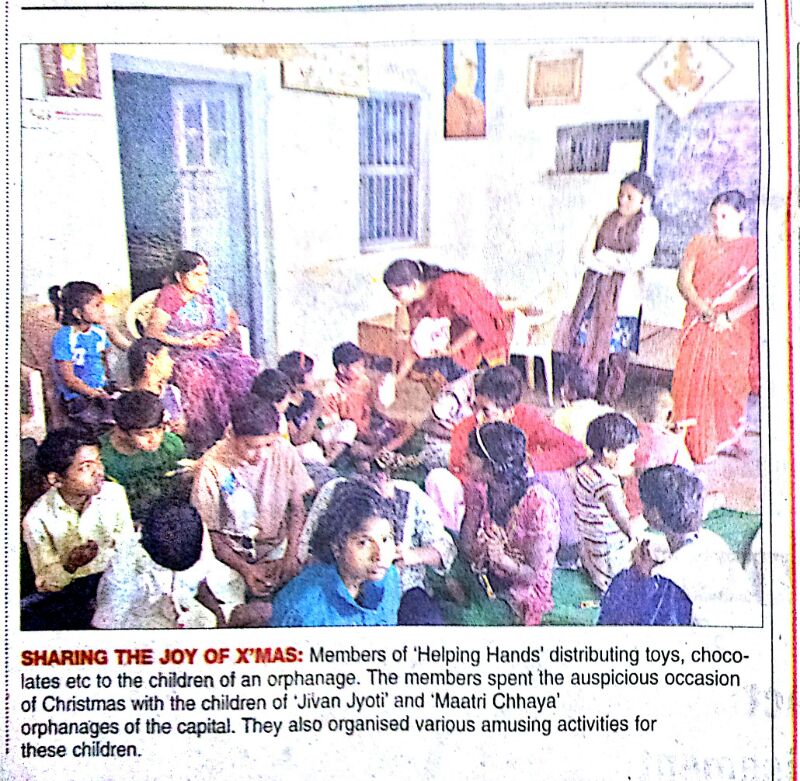 SHARING THE JOY OF X'MAS: Members of 'Helping Hands' distributing toys, choco-
lates etc to the children of an orphanage. The members spent the auspicious occasion
of Christmas with the children of 'Jivan Jyoti' and 'Maatri Chhaya'
orphanages of the capital. They also organised various amusing activities for
these children.